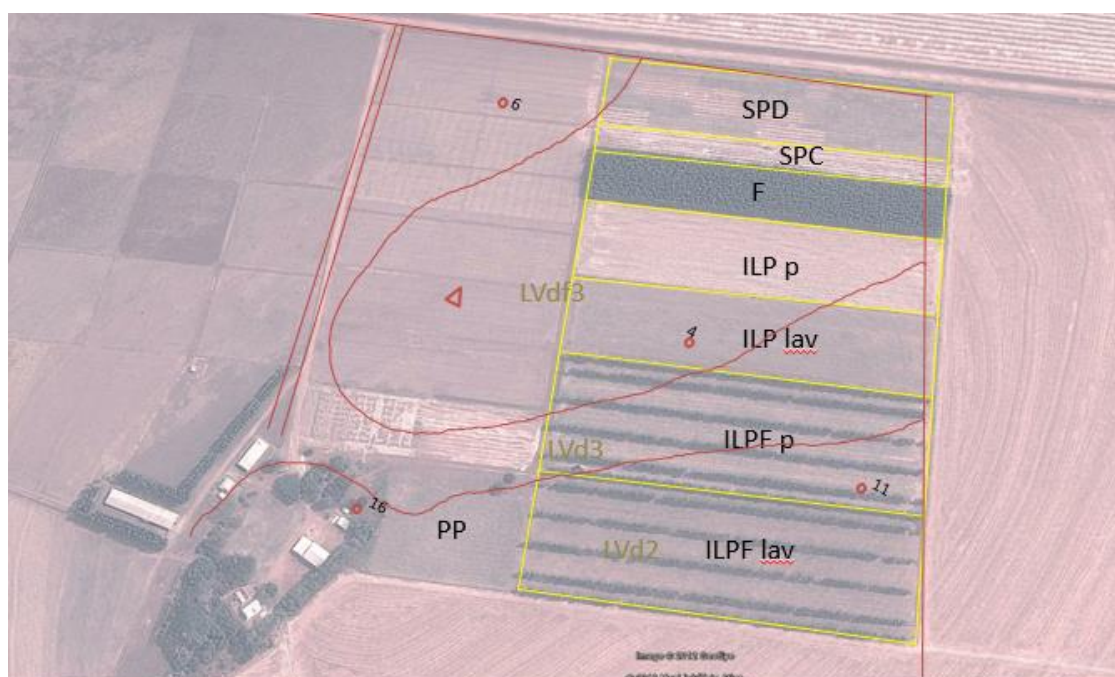 6
SPD
SPC
F
ILP p
LVdf3
4
ILP lav
ILPF p
LVd3
11
16
PP
LVd2
ILPF lav